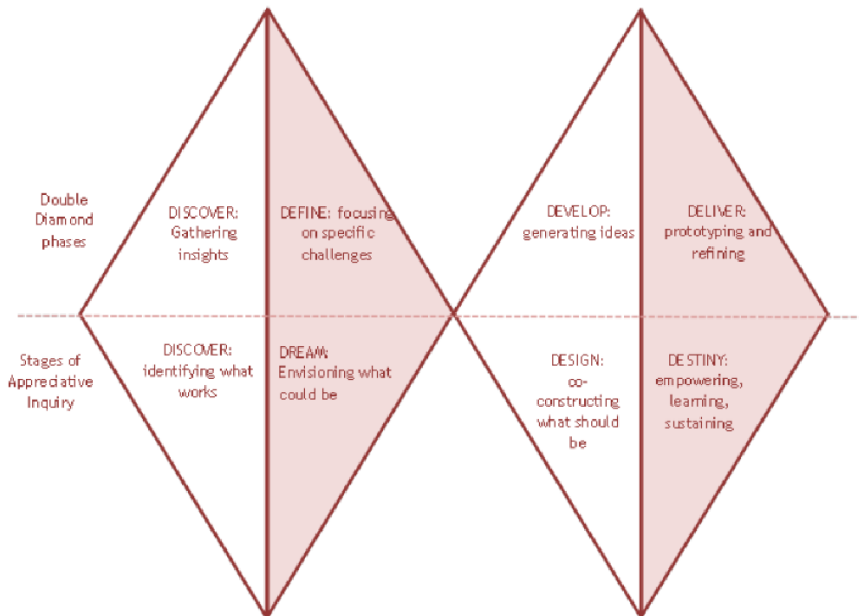 Double
Diamond
phases
DISCOVER:
Gathering
insights
DEFINE: focusing
on specific
challenges
DEVELOP:
generating ideas
DELIVER:
prototyping and
refining
Stages of
Appreciative
Inquiry
DISCOVER:
identifying what
works
DREAM:
Envisioning what
could be
DESIGN:
co-
constructing
what should
be
DESTINY:
empowering,
learning,
sustaining